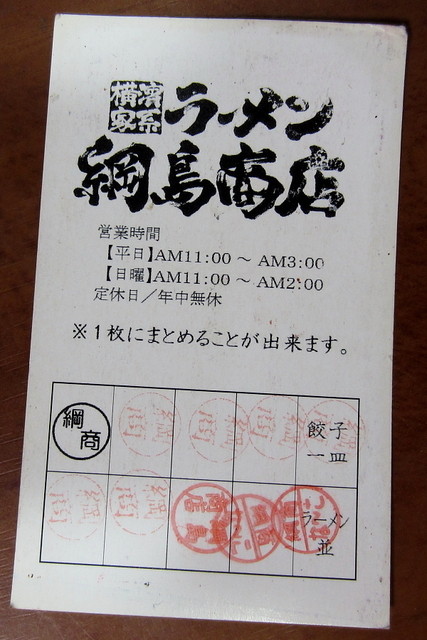 横濱家系 ラーメン
綱島商店
営業時間
【平日】AM11:00 ～ AM3:00
【日曜】AM11:00 ～ AM2:00
定休日／年中無休
※1枚にまとめることが出来ます。
綱商
餃子
一皿
ラーメン
並